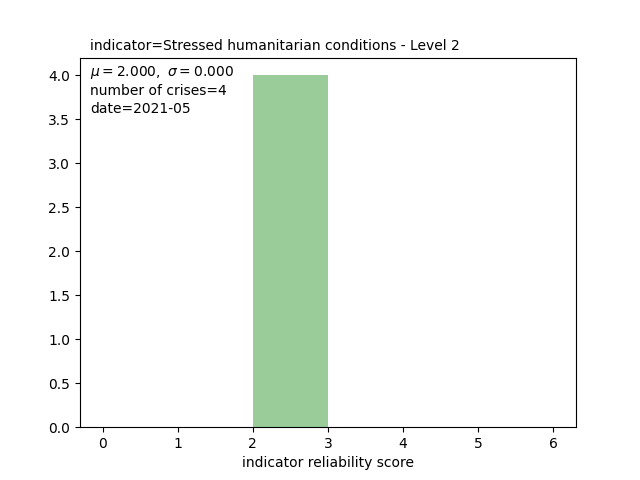 indicator=Stressed humanitarian conditions - Level 2
μ = 2.000, σ = 0.000
number of crises=4
date=2021-05
4.0
3.5
3.0
2.5
2.0
1.5
1.0
0.5
0.0
0 1 2 3 4 5 6
indicator reliability score